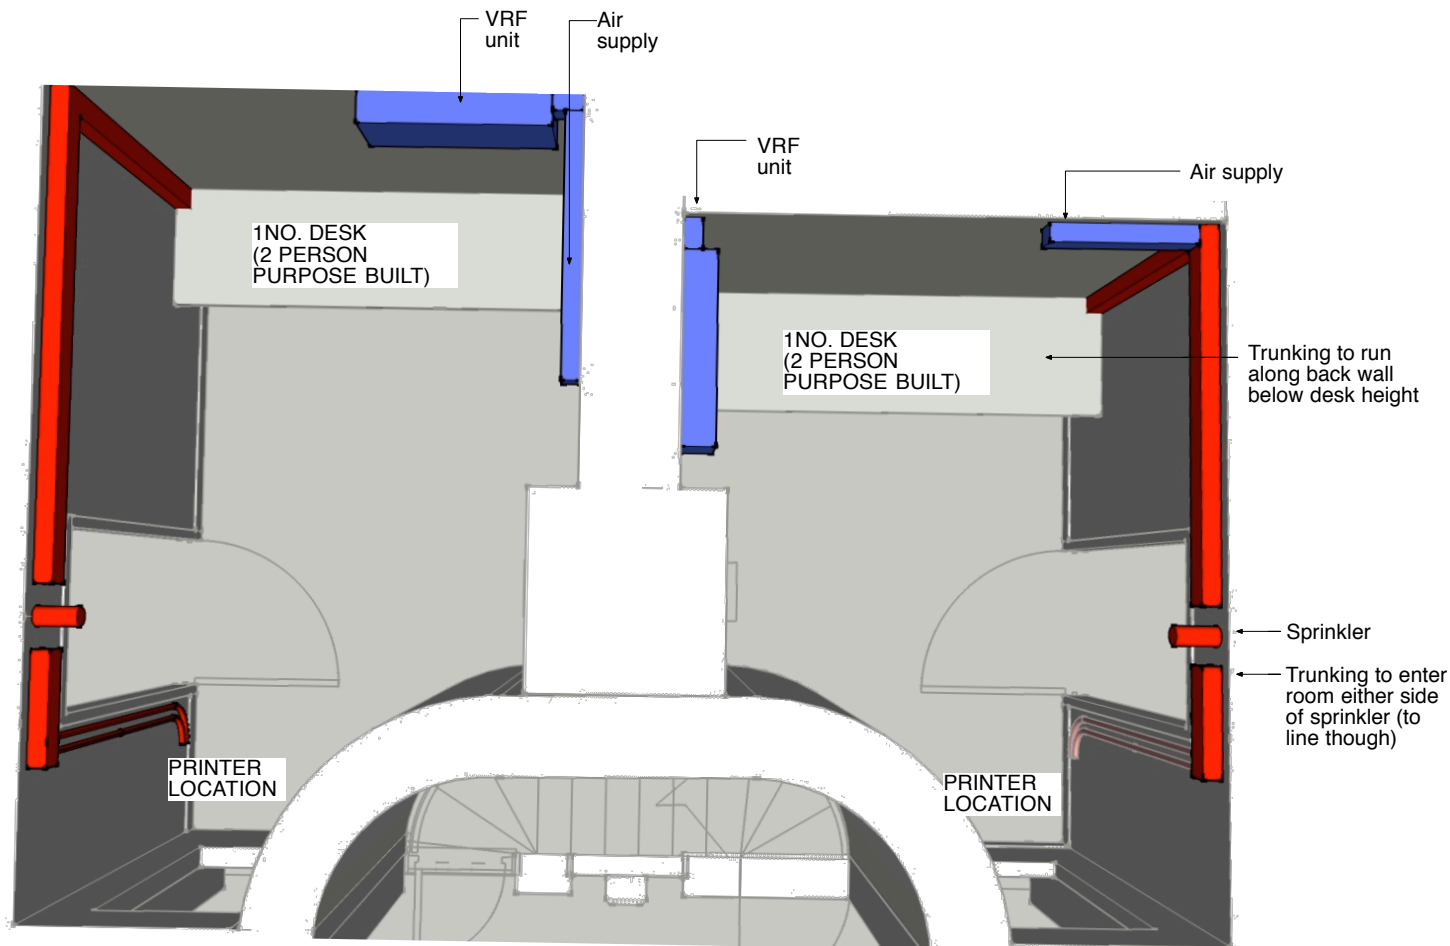 VRF
unit
Air
supply
VRF
unit
Air supply
1NO. DESK
(2 PERSON
PURPOSE BUILT)
1NO. DESK
(2 PERSON
PURPOSE BUILT)
Trunking to run
along back wall
below desk height
Sprinkler
Trunking to enter
room either side
of sprinkler (to
line though)
PRINTER
LOCATION
PRINTER
LOCATION